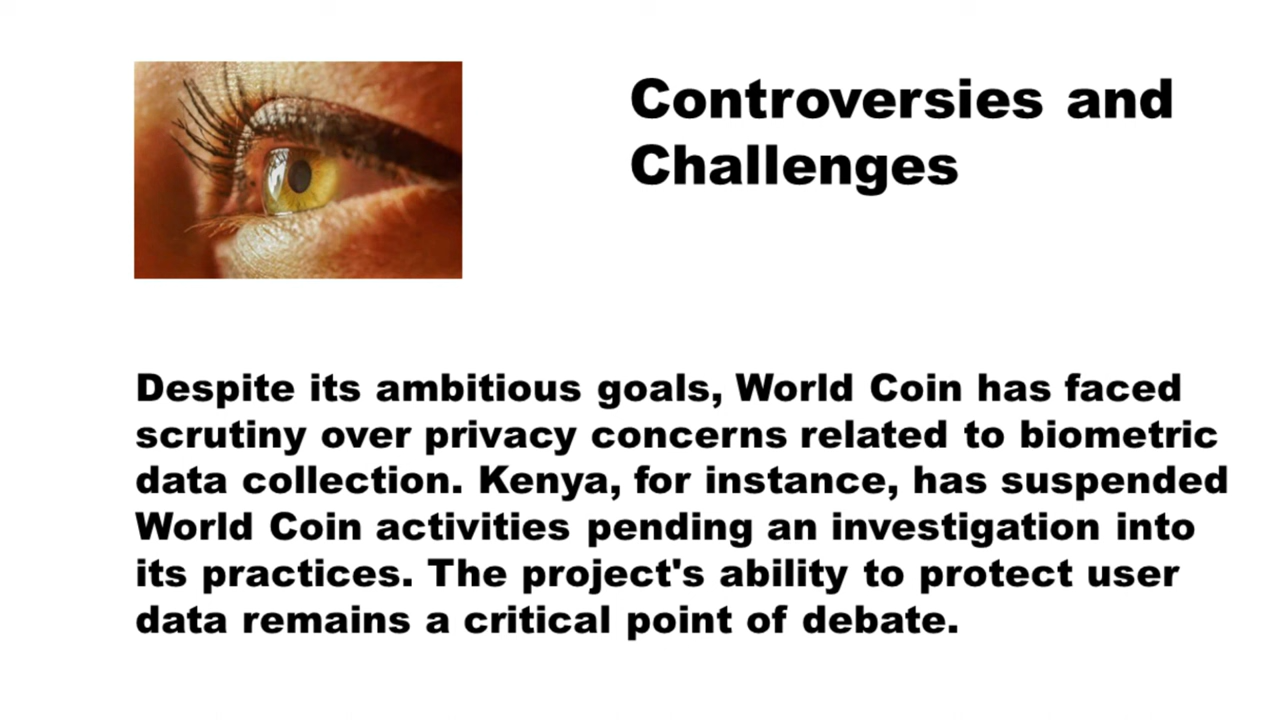 Controversies and
Challenges
Despite its ambitious goals, World Coin has faced
scrutiny over privacy concerns related to biometric
data collection. Kenya, for instance, has suspended
World Coin activities pending an investigation into
its practices. The project's ability to protect user
data remains a critical point of debate.